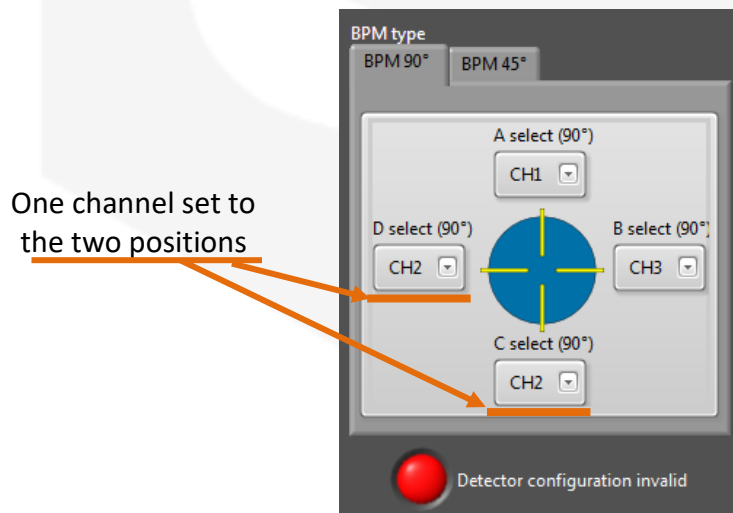 BPM type
BPM 90°
BPM 45°
A select (90°)
CH1
One channel set to
the two positions
D select (90°)
B select (90°)
CH2
CH3
C select (90°)
CH2
Detector configuration invalid